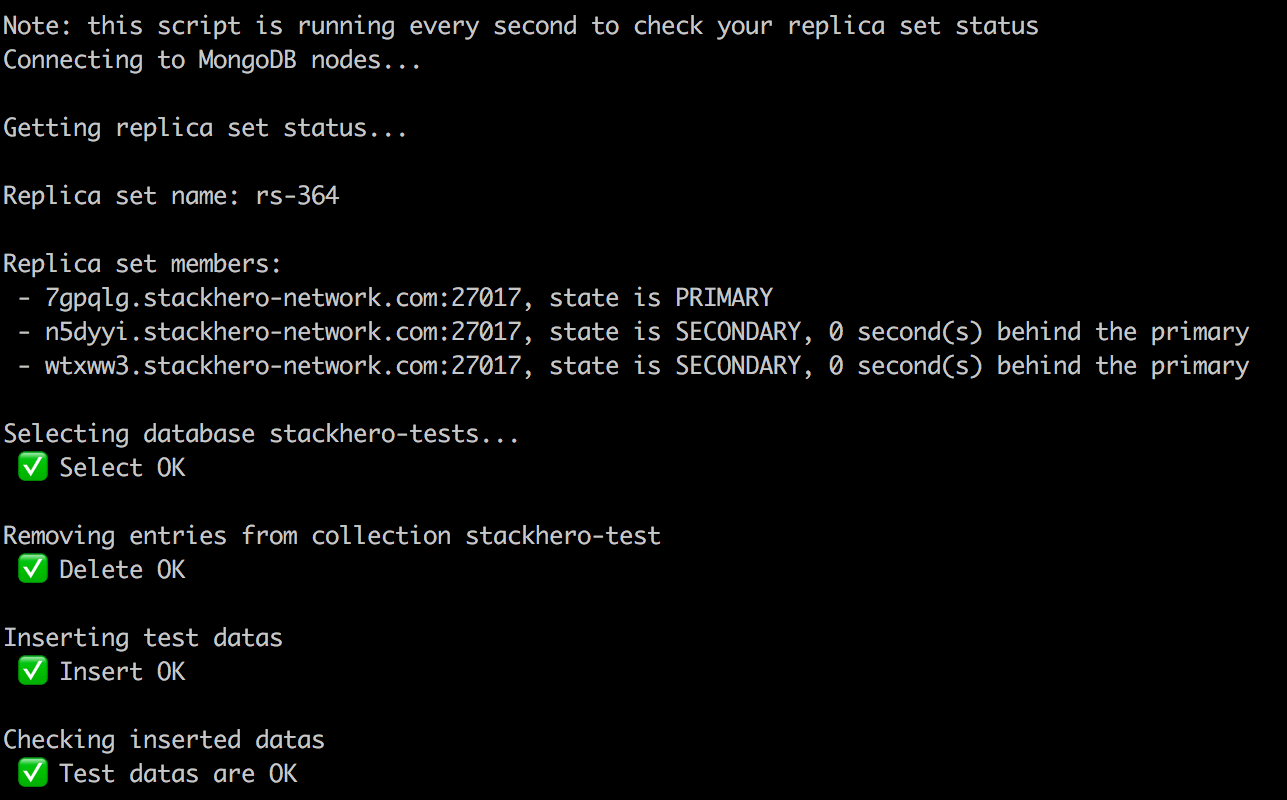 Note: this script is running every second to check your replica set status
Connecting to MongoDB nodes...
Getting replica set status...
Replica set name: rs-364
Replica set members:
- 7gpqlg.stackhero-network.com:27017, state is PRIMARY
- n5dyyi.stackhero-network.com:27017, state is SECONDARY, 0 second(s) behind the primary
- wtxww3.stackhero-network.com:27017, state is SECONDARY, 0 second(s) behind the primary
Selecting database stackhero-tests...
✅ Select OK
Removing entries from collection stackhero-test
✅ Delete OK
Inserting test datas
✅ Insert OK
Checking inserted datas
✅ Test datas are OK